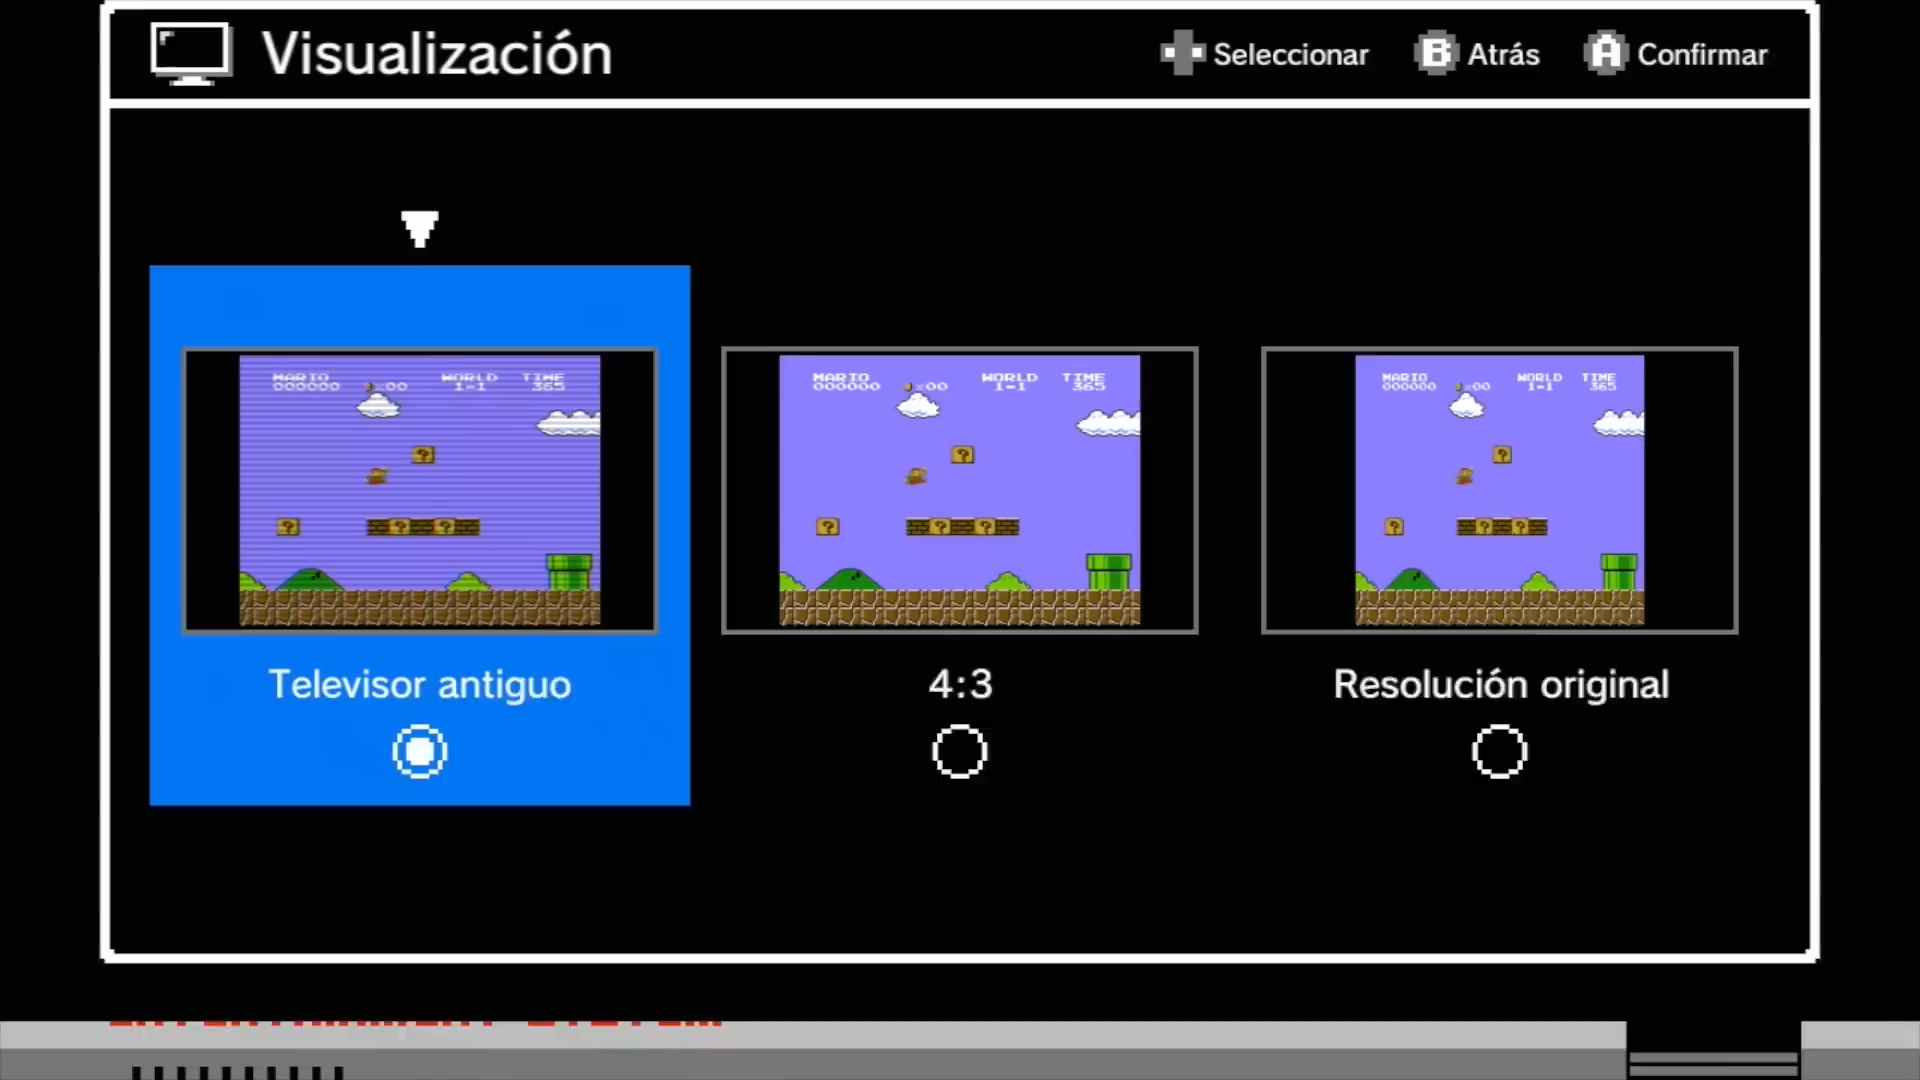 Visualización
Seleccionar B Atrás A Confirmar
MARIO WORLD TIME
000000 ×00 1-1 365
MARIO WORLD TIME
000000 ×00 1-1 365
MARIO WORLD TIME
000000 ×00 1-1 365
?
?
?
? ? ?
? ? ?
? ? ?
Televisor antiguo
4:3
Resolución original